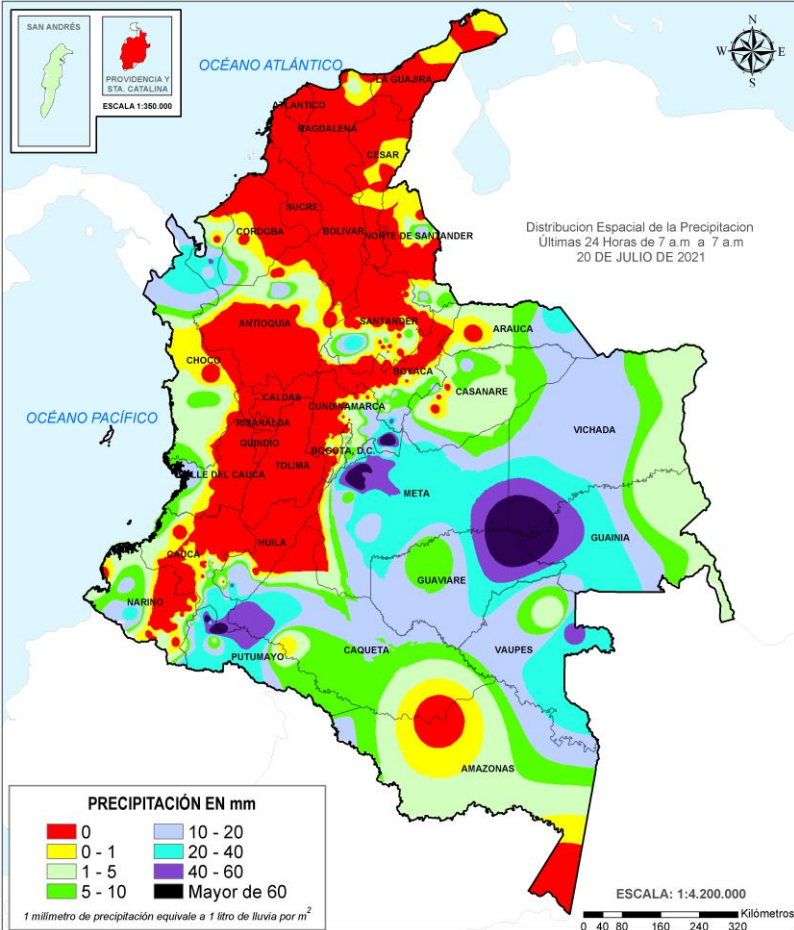 SAN ANDRÉS
PROVIDENCIA Y
STA. CATALINA
ESCALA 1:350.000
OCÉANO ATLÁNTICO
N
W
E
S
LA GUAJIRA
ATLANTICO
MAGDALENA
CESAR
SUCRE
CORDOBA
BOLIVAR
NORTE DE SANTANDER
Distribucion Espacial de la Precipitacion
Últimas 24 Horas de 7 a.m a 7 a.m
20 DE JULIO DE 2021
ANTIOQUIA
SANTANDER
ARAUCA
CHOCO
BOYACA
CASANARE
CALDAS
CUNDINAMARCA
OCÉANO PACÍFICO
RISARALDA
VICHADA
QUINDIO
BOGOTA, D.C.
TOLIMA
VALLE DEL CAUCA
META
GUAINIA
HUILA
CAUCA
GUAVIARE
NARIÑO
CAQUETA
VAUPES
PUTUMAYO
AMAZONAS
PRECIPITACIÓN EN mm
0
0 - 1
1 - 5
5 - 10
10 - 20
20 - 40
40 - 60
Mayor de 60
1 milímetro de precipitación equivale a 1 litro de lluvia por m²
ESCALA: 1:4.200.000
Kilómetros
0 40 80 160 240 320